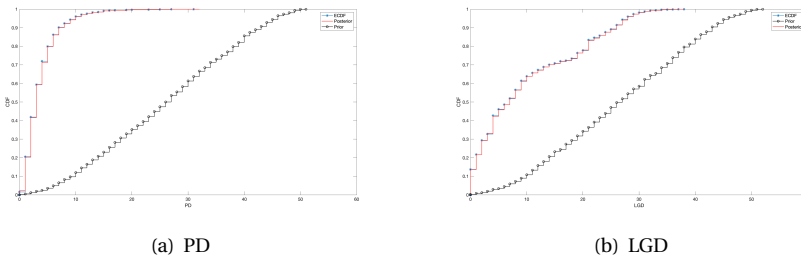 1
0.9
0.8
0.7
0.6
0.5
0.4
0.3
0.2
0.1
0
CDF
0 10 20 30 40 50 60
PD
ECDF
Posterior
Prior
(a) PD
1
0.9
0.8
0.7
0.6
0.5
0.4
0.3
0.2
0.1
0
CDF
0 10 20 30 40 50
LGD
ECDF
Prior
Posterior
(b) LGD